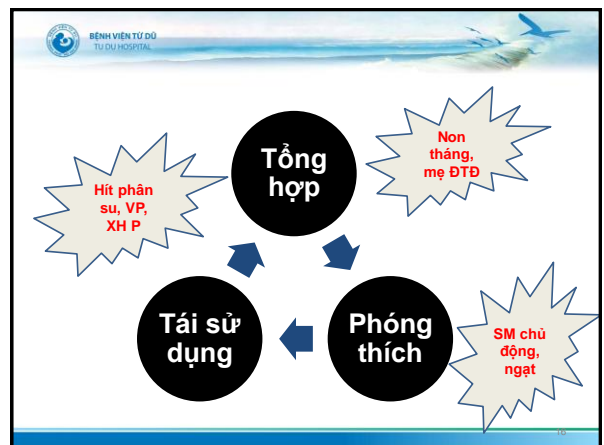 BỆNH VIỆN TỪ DŨ
TU DU HOSPITAL
Tổng
hợp
Non
tháng,
mẹ ĐTĐ
Hít phân
su, VP,
XH P
Tái sử
dụng
Phóng
thích
SM chủ
động,
ngạt
16